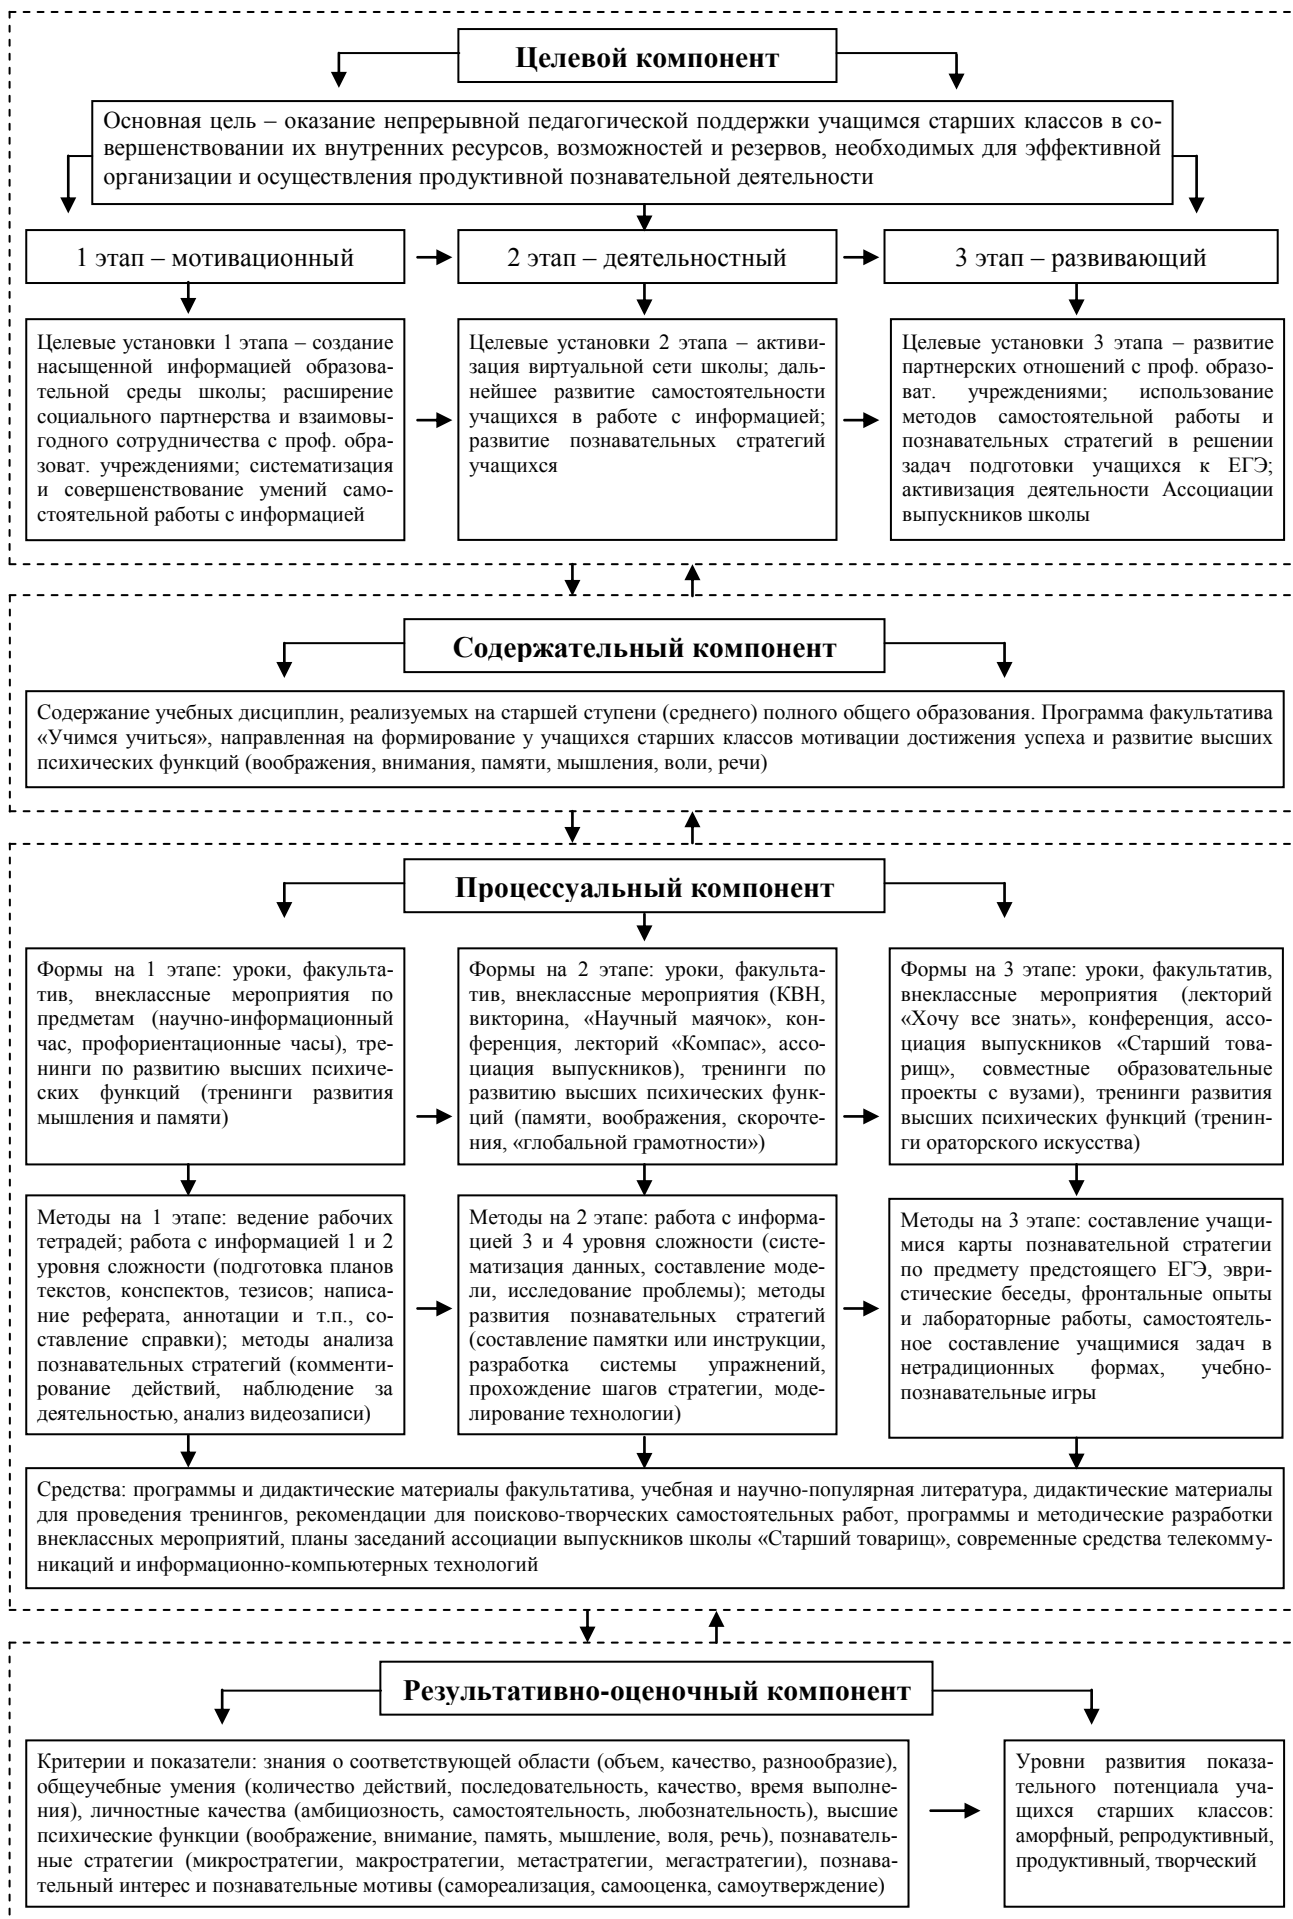 Целевой компонент
Основная цель – оказание непрерывной педагогической поддержки учащимся старших классов в со-
вершенствовании их внутренних ресурсов, возможностей и резервов, необходимых для эффективной
организации и осуществления продуктивной познавательной деятельности
1 этап – мотивационный
2 этап – деятельностный
3 этап – развивающий
Целевые установки 1 этапа – создание
насыщенной информацией образова-
тельной среды школы; расширение
социального партнерства и взаимовы-
годного сотрудничества с проф. обра-
зоват. учреждениями; систематизация
и совершенствование умений само-
стоятельной работы с информацией
Целевые установки 2 этапа – активи-
зация виртуальной сети школы; даль-
нейшее развитие самостоятельности
учащихся в работе с информацией;
развитие познавательных стратегий
учащихся
Целевые установки 3 этапа – развитие
партнерских отношений с проф. образо-
ват. учреждениями; использование
методов самостоятельной работы и
познавательных стратегий в решении
задач подготовки учащихся к ЕГЭ;
активизация деятельности Ассоциации
выпускников школы
Содержательный компонент
Содержание учебных дисциплин, реализуемых на старшей ступени (среднего) полного общего образования. Программа факультатива
«Учимся учиться», направленная на формирование у учащихся старших классов мотивации достижения успеха и развитие высших
психических функций (воображения, внимания, памяти, мышления, воли, речи)
Процессуальный компонент
Формы на 1 этапе: уроки, факульта-
тив, внеклассные мероприятия по
предметам (научно-информационный
час, профориентационные часы), тре-
нинги по развитию высших психиче-
ских функций (тренинги развития
мышления и памяти)
Формы на 2 этапе: уроки, факульта-
тив, внеклассные мероприятия (КВН,
викторина, «Научный маячок», кон-
ференция, лекторий «Компас», ассо-
циация выпускников), тренинги по
развитию высших психических функ-
ций (памяти, воображения, скорочте-
ния, «глобальной грамотности»)
Формы на 3 этапе: уроки, факультатив,
внеклассные мероприятия (лекторий
«Хочу все знать», конференция, ассо-
циация выпускников «Старший това-
рищ», совместные образовательные
проекты с вузами), тренинги развития
высших психических функций (тренин-
ги ораторского искусства)
Методы на 1 этапе: ведение рабочих
тетрадей; работа с информацией 1 и 2
уровня сложности (подготовка планов
текстов, конспектов, тезисов; написа-
ние реферата, аннотации и т.п., со-
ставление справки); методы анализа
познавательных стратегий (комменти-
рование действий, наблюдение за
деятельностью, анализ видеозаписи)
Методы на 2 этапе: работа с информа-
цией 3 и 4 уровня сложности (систе-
матизация данных, составление моде-
ли, исследование проблемы); методы
развития познавательных стратегий
(составление памятки или инструкции,
разработка системы упражнений,
прохождение шагов стратегии, моде-
лирование технологии)
Методы на 3 этапе: составление учащи-
мися карты познавательной стратегии
по предмету предстоящего ЕГЭ, эври-
стические беседы, фронтальные опыты
и лабораторные работы, самостоятель-
ное составление учащимися задач в
нетрадиционных формах, учебно-
познавательные игры
Средства: программы и дидактические материалы факультатива, учебная и научно-популярная литература, дидактические материалы
для проведения тренингов, рекомендации для поисково-творческих самостоятельных работ, программы и методические разработки
внеклассных мероприятий, планы заседаний ассоциации выпускников школы «Старший товарищ», современные средства телекомму-
никаций и информационно-компьютерных технологий
Результативно-оценочный компонент
Критерии и показатели: знания о соответствующей области (объем, качество, разнообразие),
общеучебные умения (количество действий, последовательность, качество, время выполне-
ния), личностные качества (амбициозность, самостоятельность, любознательность), высшие
психические функции (воображение, внимание, память, мышление, воля, речь), познаватель-
ные стратегии (микростратегии, макростратегии, метастратегии, мегастратегии), познава-
тельный интерес и познавательные мотивы (самореализация, самооценка, самоутверждение)
Уровни развития показа-
тельного потенциала уча-
щихся старших классов:
аморфный, репродуктивный,
продуктивный, творческий